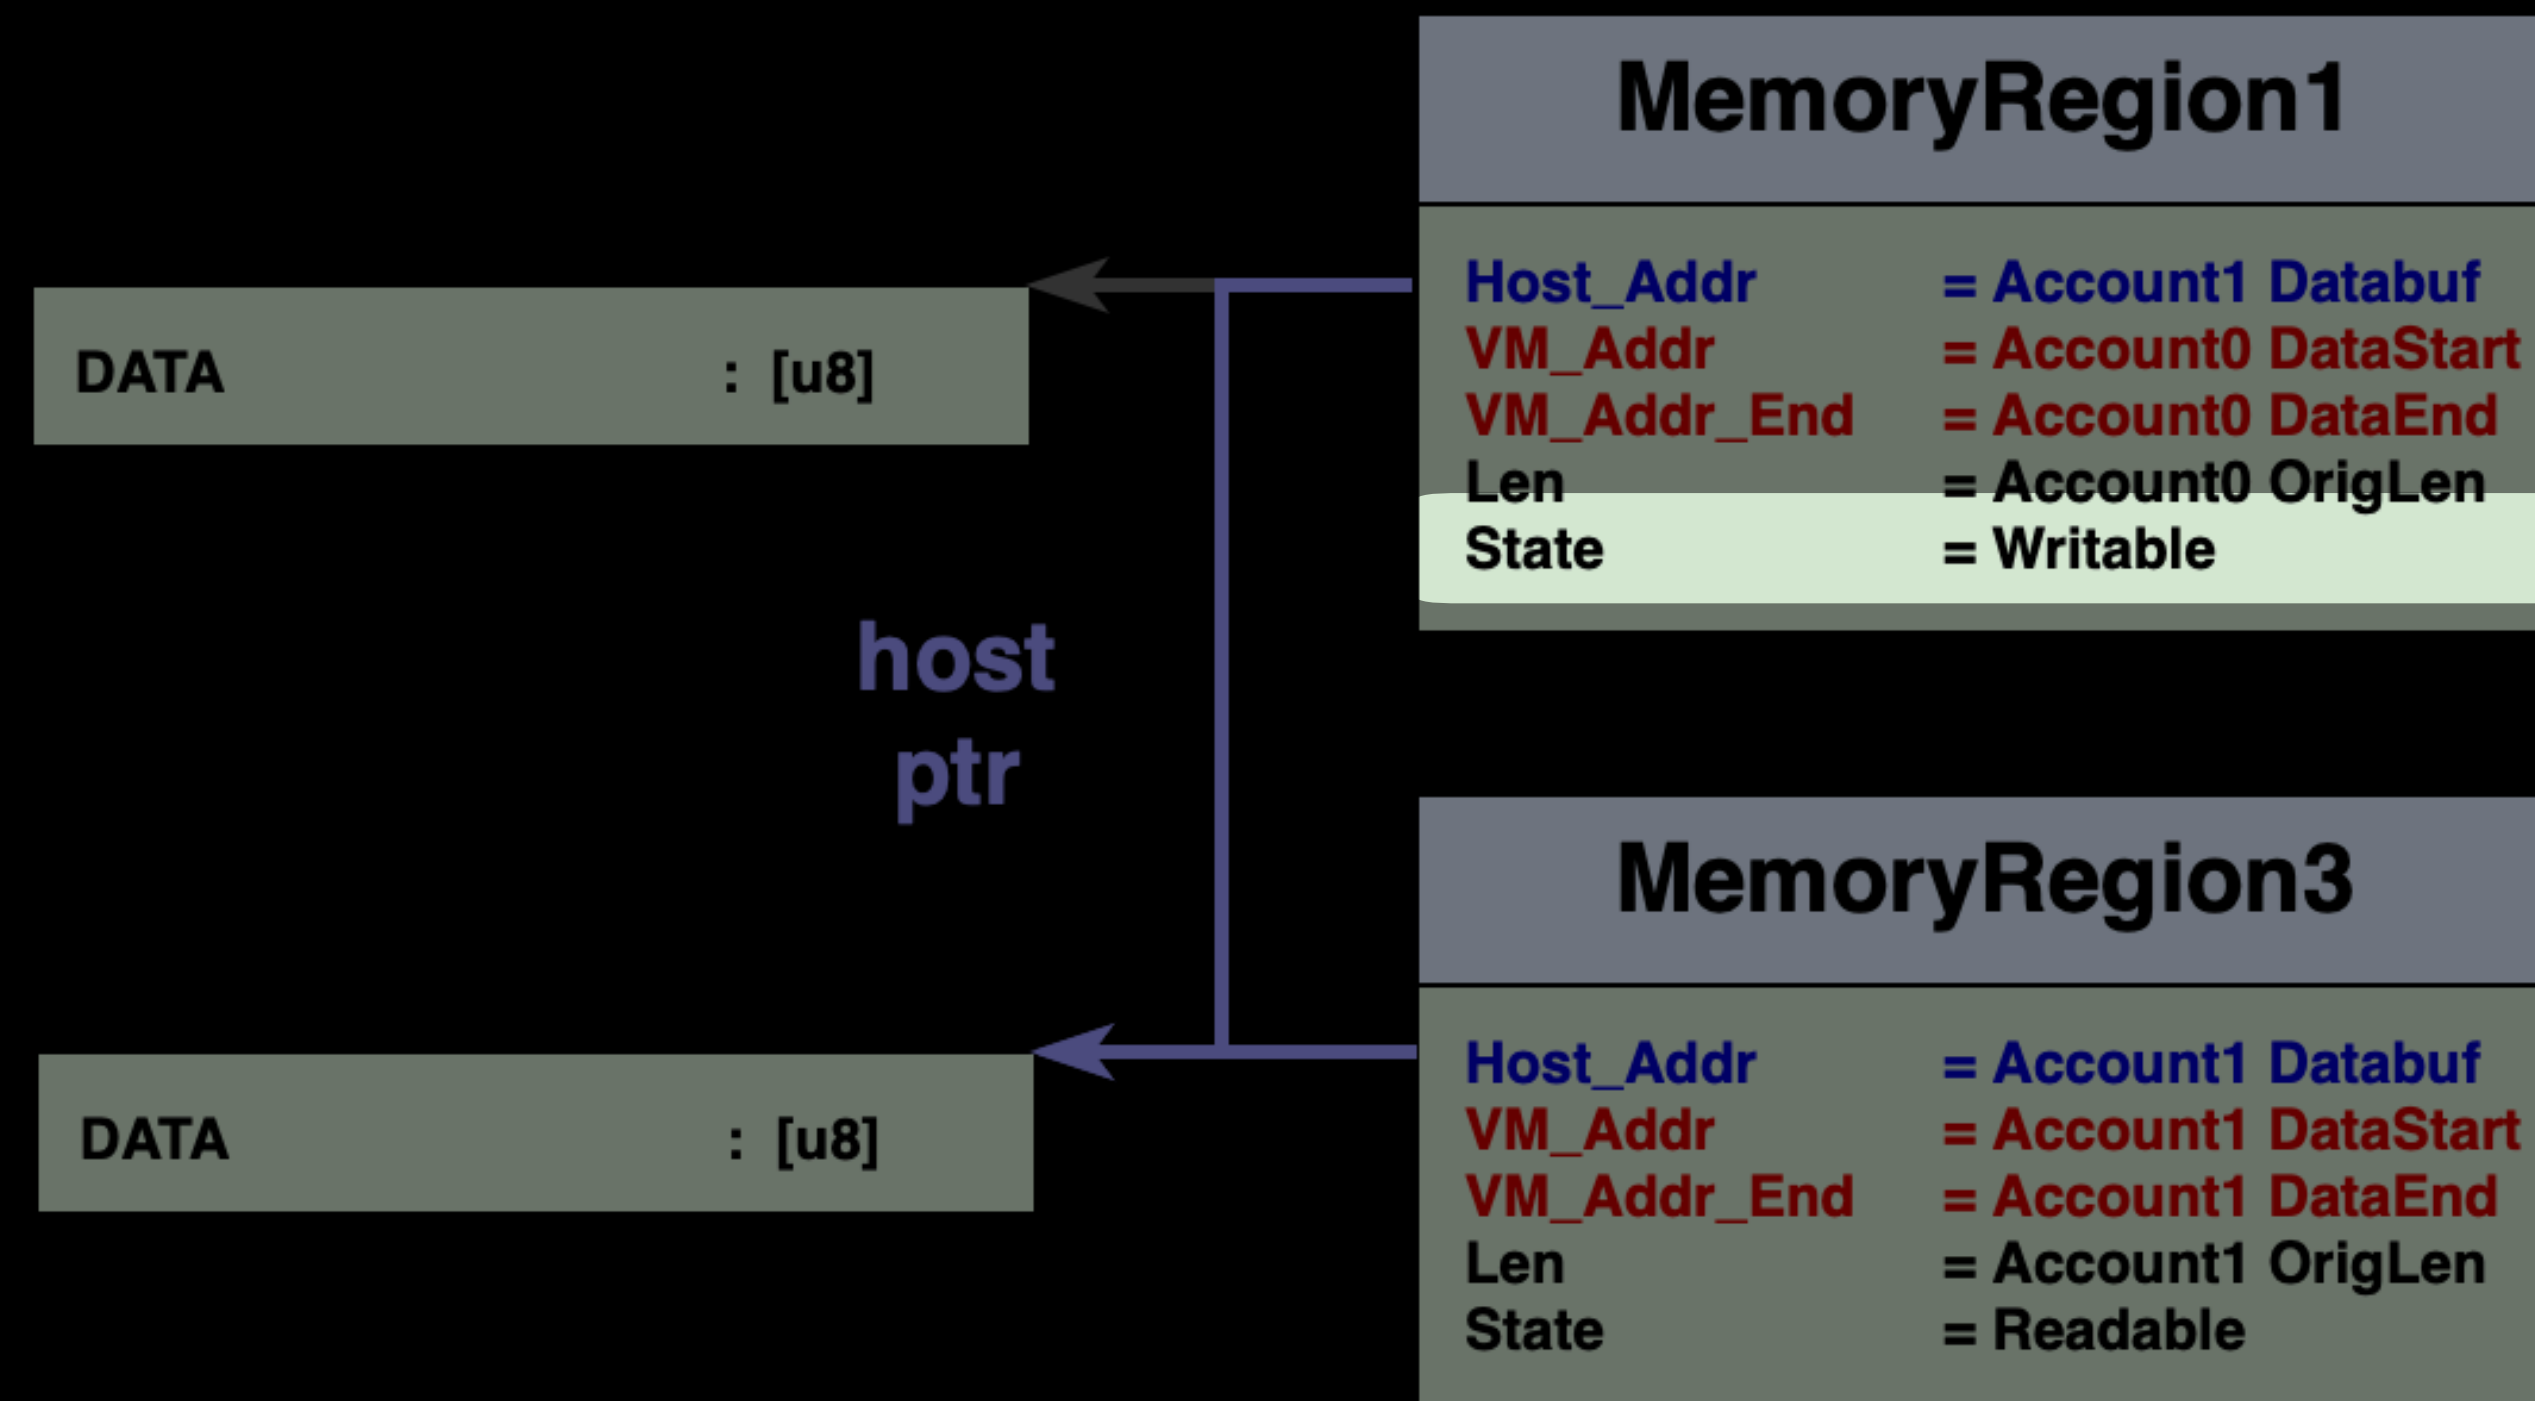 MemoryRegion1
Host_Addr = Account1 Databuf
VM_Addr = Account0 DataStart
VM_Addr_End = Account0 DataEnd
Len = Account0 OrigLen
State = Writable
DATA : [u8]
host
ptr
MemoryRegion3
Host_Addr = Account1 Databuf
VM_Addr = Account1 DataStart
VM_Addr_End = Account1 DataEnd
Len = Account1 OrigLen
State = Readable
DATA : [u8]